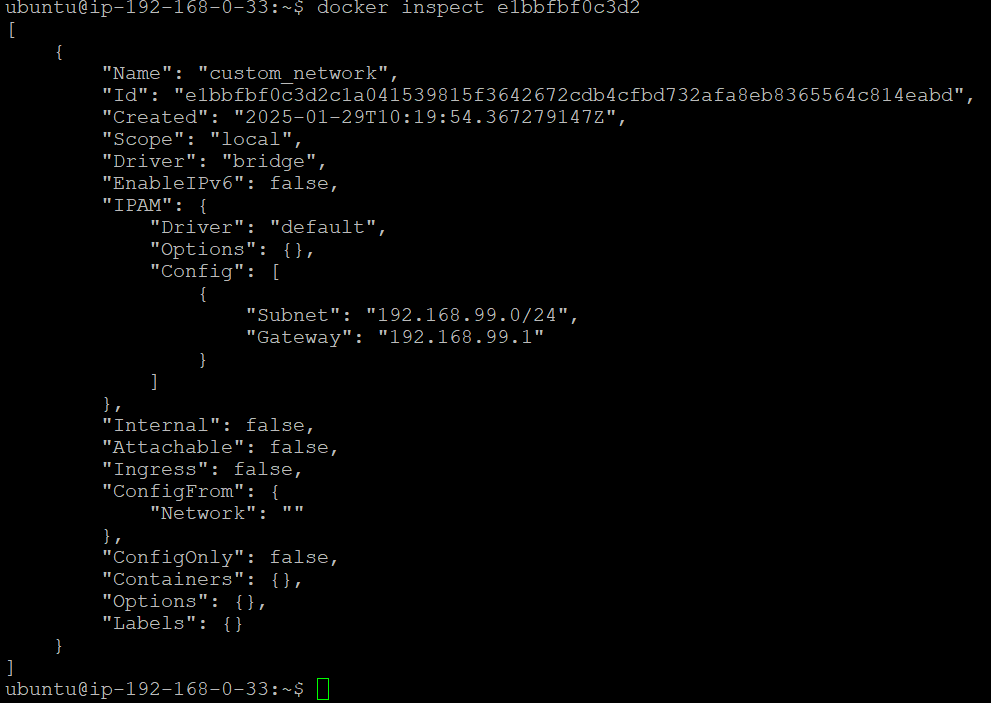 ubuntu@ip-192-168-0-33:~$ docker inspect e1bbfbf0c3d2
[
    {
        "Name": "custom_network",
        "Id": "e1bbfbf0c3d2c1a041539815f3642672cdb4cfbd732afa8eb8365564c814eabd",
        "Created": "2025-01-29T10:19:54.367279147Z",
        "Scope": "local",
        "Driver": "bridge",
        "EnableIPv6": false,
        "IPAM": {
            "Driver": "default",
            "Options": {},
            "Config": [
                {
                    "Subnet": "192.168.99.0/24",
                    "Gateway": "192.168.99.1"
                }
            ]
        },
        "Internal": false,
        "Attachable": false,
        "Ingress": false,
        "ConfigFrom": {
            "Network": ""
        },
        "ConfigOnly": false,
        "Containers": {},
        "Options": {},
        "Labels": {}
    }
]
ubuntu@ip-192-168-0-33:~$